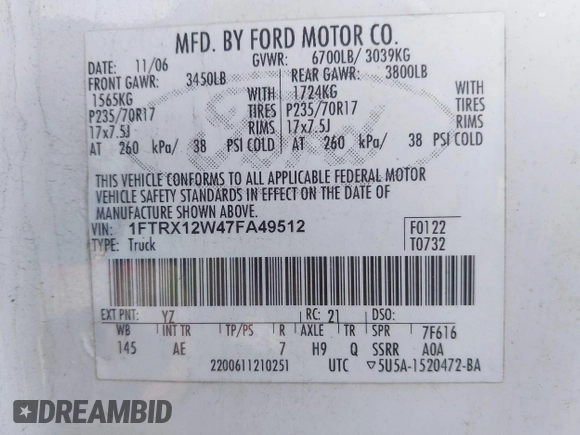 MFD. BY FORD MOTOR CO.
DATE: 11/06 GVWR: 6700LB/ 3039KG
FRONT GAWR: 3450LB REAR GAWR: 3800LB
1565KG WITH 1724KG WITH
P235/70R17 TIRES P235/70R17 TIRES
17x7.5J RIMS 17x7.5J RIMS
AT 260 kPa/ 38 PSI COLD AT 260 kPa/ 38 PSI COLD
Ford
THIS VEHICLE CONFORMS TO ALL APPLICABLE FEDERAL MOTOR
VEHICLE SAFETY STANDARDS IN EFFECT ON THE DATE OF
MANUFACTURE SHOWN ABOVE.
VIN: 1FTRX12W47FA49512 F0122
TYPE: Truck T0732
EXT PNT: YZ RC: 21 DSO:
WB INT TR TP/PS R AXLE TR SPR 7F616
145 AE 7 H9 Q SSRR A0A
2200611210251 UTC ▽5U5A-1520472-BA
DREAMBID